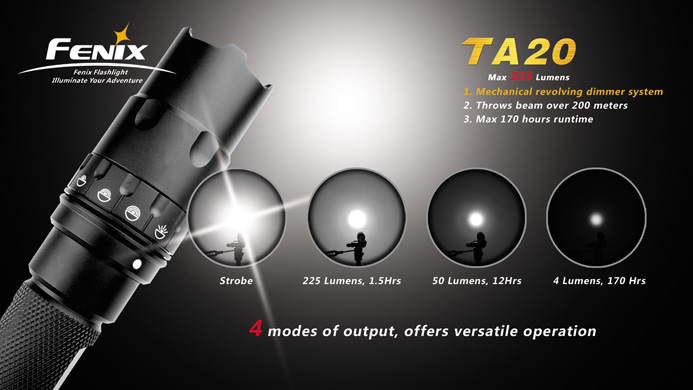 FENIX
Fenix Flashlight
Illuminate Your Adventure
TA20
Max 225 Lumens
1. Mechanical revolving dimmer system
2. Throws beam over 200 meters
3. Max 170 hours runtime
Strobe
225 Lumens, 1.5Hrs
50 Lumens, 12Hrs
4 Lumens, 170 Hrs
4 modes of output, offers versatile operation